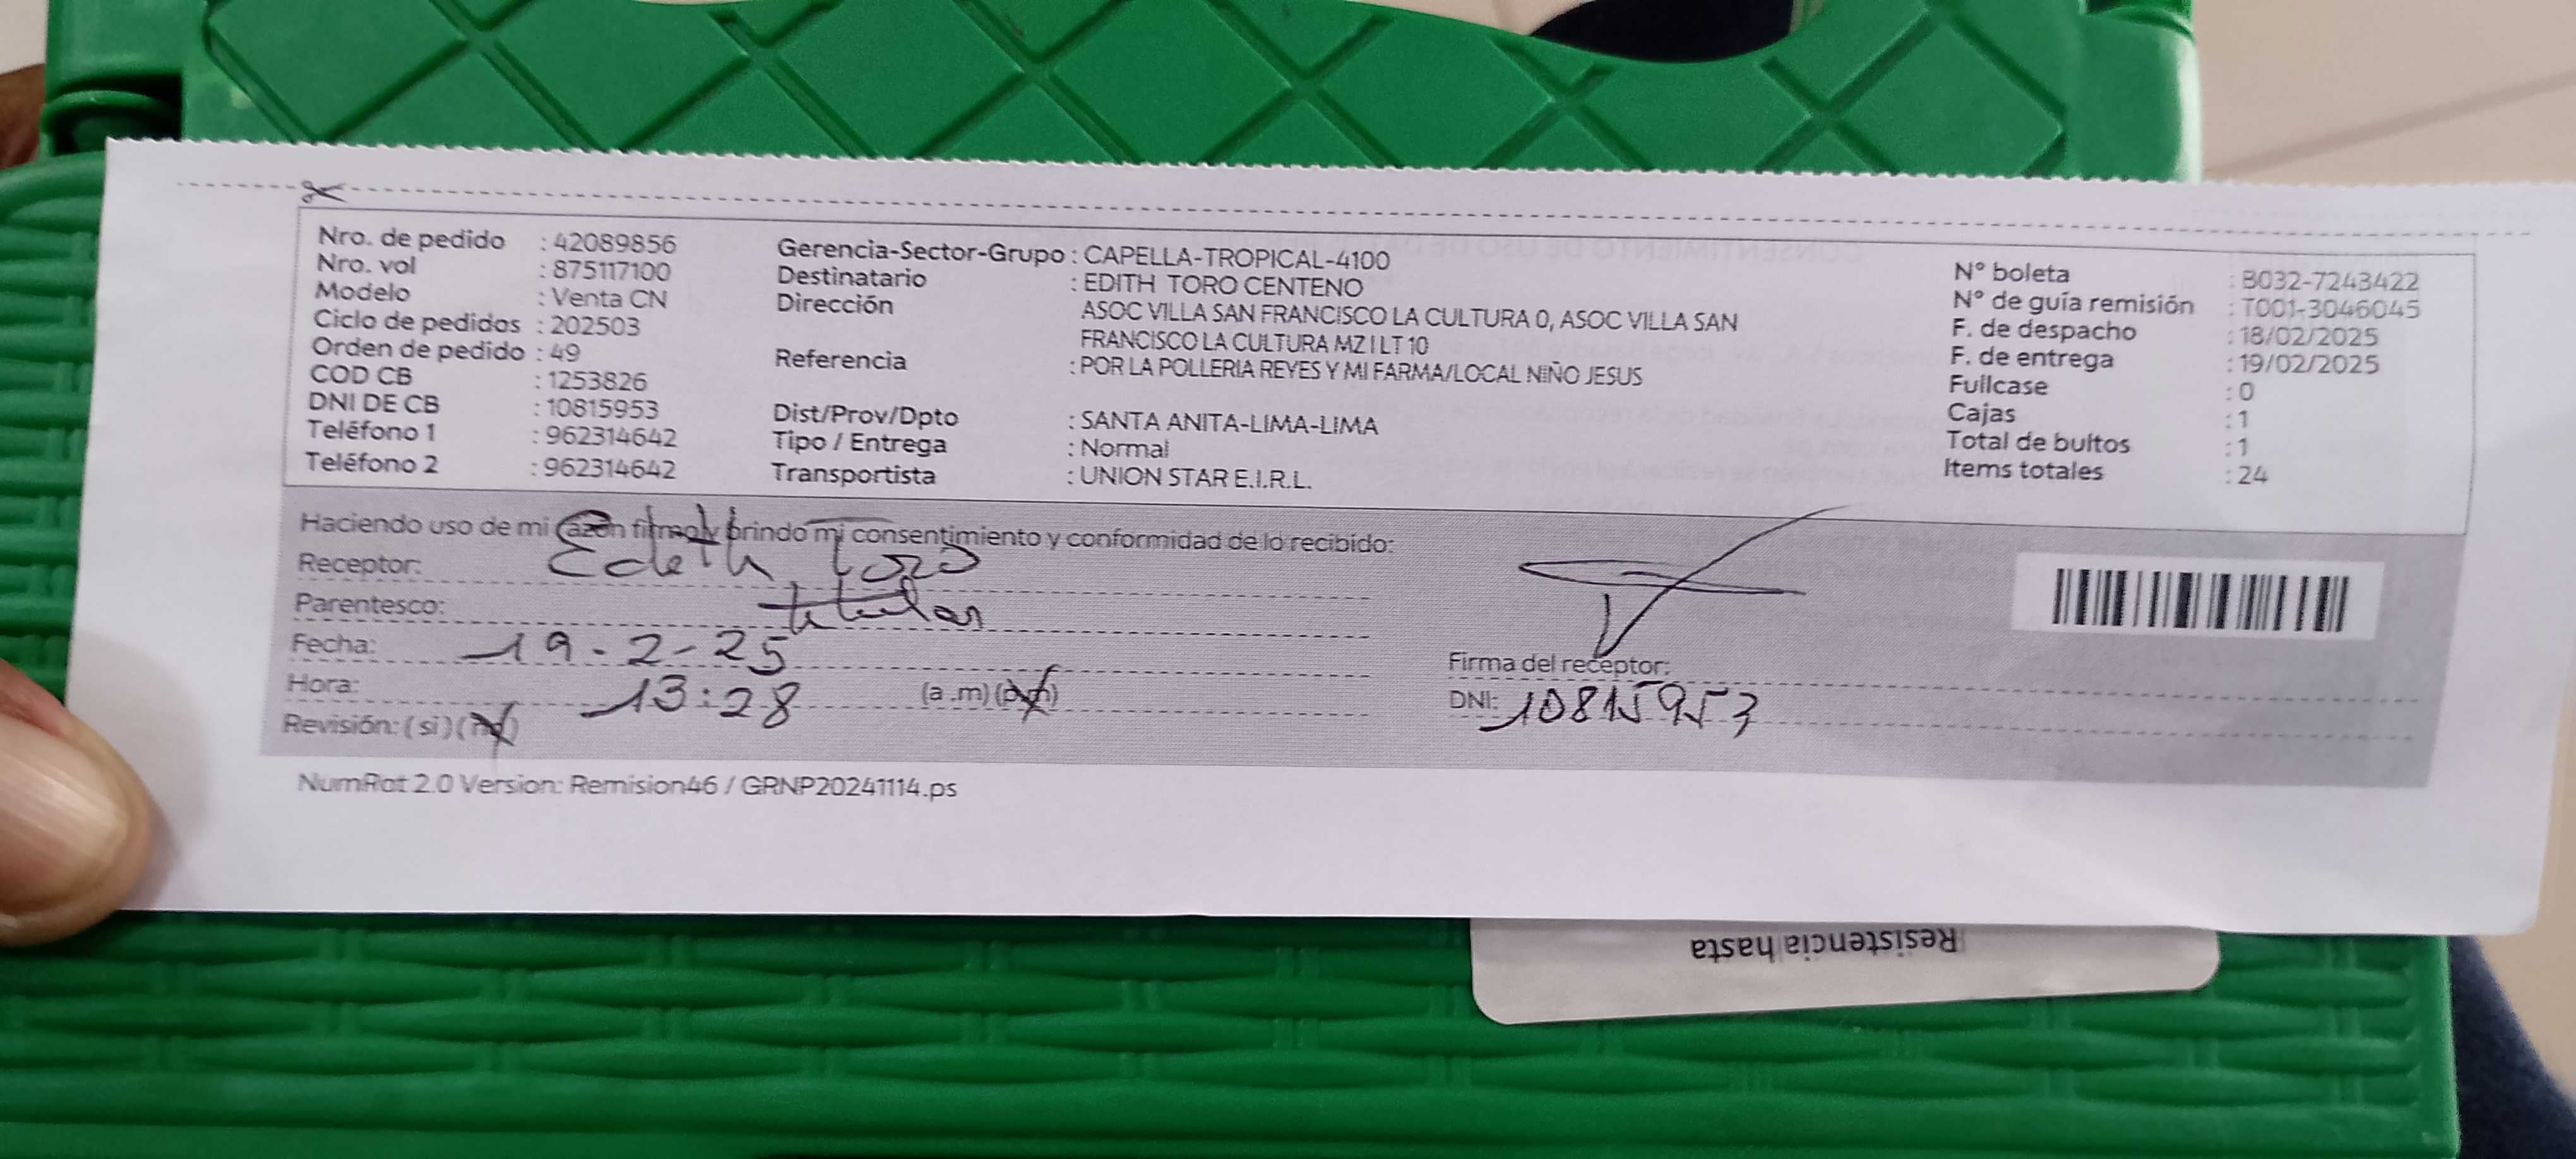 Nro. de pedido : 42089856
Nro. vol : 875117100
Modelo : Venta CN
Ciclo de pedidos : 202503
Orden de pedido : 49
COD CB : 1253826
DNI DE CB : 10815953
Teléfono 1 : 962314642
Teléfono 2 : 962314642
Gerencia-Sector-Grupo : CAPELLA-TROPICAL-4100
Destinatario : EDITH TORO CENTENO
Dirección ASOC VILLA SAN FRANCISCO LA CULTURA 0, ASOC VILLA SAN
FRANCISCO LA CULTURA MZ I LT 10
Referencia : POR LA POLLERIA REYES Y MI FARMA/LOCAL NIÑO JESUS
Dist/Prov/Dpto : SANTA ANITA-LIMA-LIMA
Tipo / Entrega : Normal
Transportista : UNION STAR E.I.R.L.
N° boleta : B032-7243422
N° de guía remisión : T001-3046045
F. de despacho : 18/02/2025
F. de entrega : 19/02/2025
Fullcase : 0
Cajas : 1
Total de bultos : 1
Items totales : 24
Haciendo uso de mi razón firmo y brindo mi consentimiento y conformidad de lo recibido:
Receptor: Edith Toro
Parentesco: titular
Fecha: 19-2-25
Hora: 13:28 (a.m) (p.m)
Revisión: (si) (no)
Firma del receptor:
DNI: 10815953
NumRot 2.0 Version: Remision46 / GRNP20241114.ps
Resistencia hasta